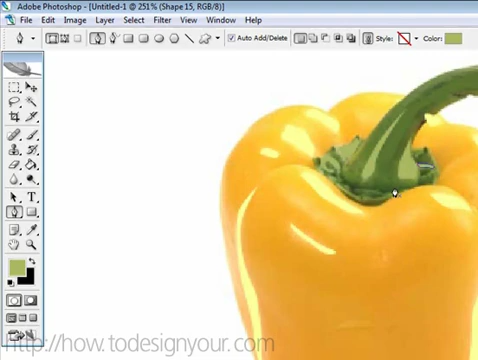 Adobe Photoshop - [Untitled-1 @ 251% (Shape 15, RGB/8)]
File Edit Image Layer Select Filter View Window Help
Auto Add/Delete Style: Color:
T
http://how.todesignyour.com/